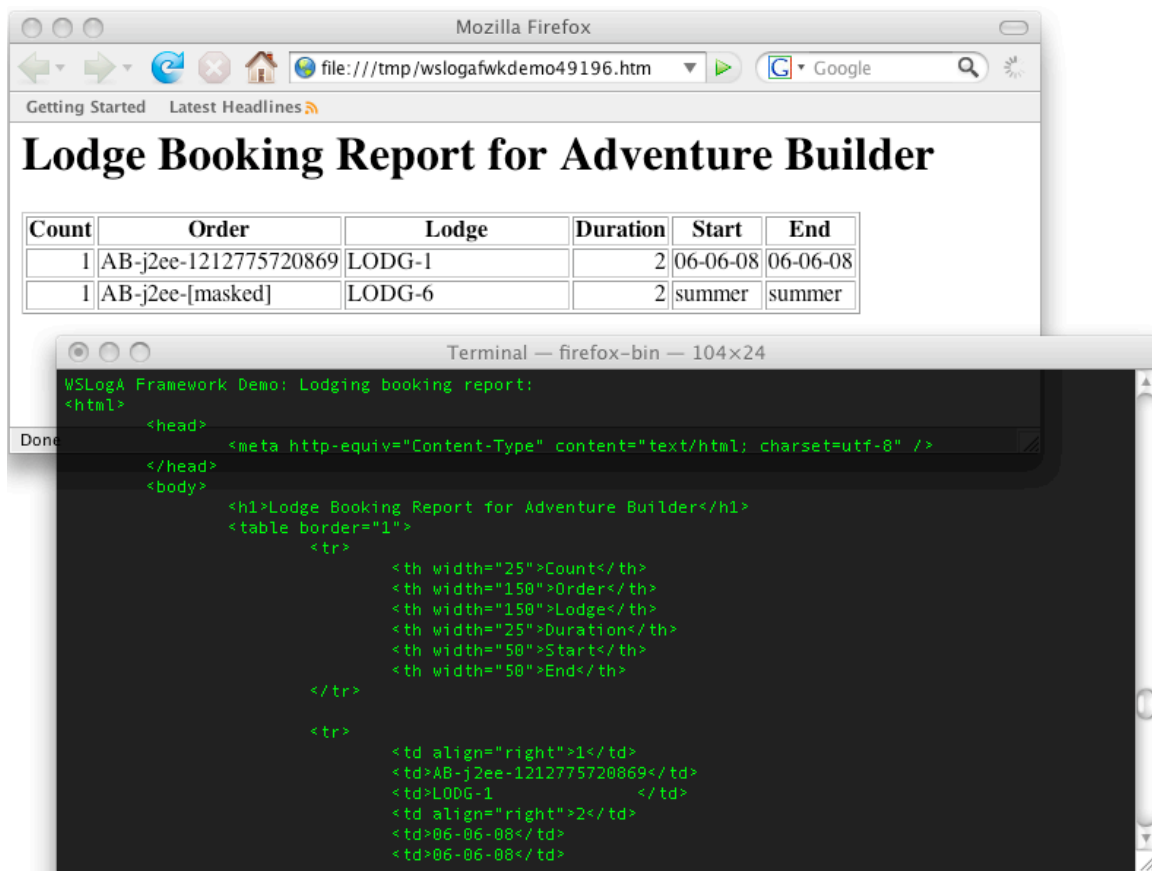 Mozilla Firefox
file:///tmp/wslogafwkdemo49196.htm
G Google
Getting Started Latest Headlines
Lodge Booking Report for Adventure Builder
Count Order Lodge Duration Start End
1 AB-j2ee-1212775720869 LODG-1 2 06-06-08 06-06-08
1 AB-j2ee-[masked] LODG-6 2 summer summer
Done
Terminal — firefox-bin — 104×24
WSLogA Framework Demo: Lodging booking report:
<html>
<head>
<meta http-equiv="Content-Type" content="text/html; charset=utf-8" />
</head>
<body>
<h1>Lodge Booking Report for Adventure Builder</h1>
<table border="1">
<tr>
<th width="25">Count</th>
<th width="150">Order</th>
<th width="150">Lodge</th>
<th width="25">Duration</th>
<th width="50">Start</th>
<th width="50">End</th>
</tr>
<tr>
<td align="right">1</td>
<td>AB-j2ee-1212775720869</td>
<td>LODG-1 </td>
<td align="right">2</td>
<td>06-06-08</td>
<td>06-06-08</td>